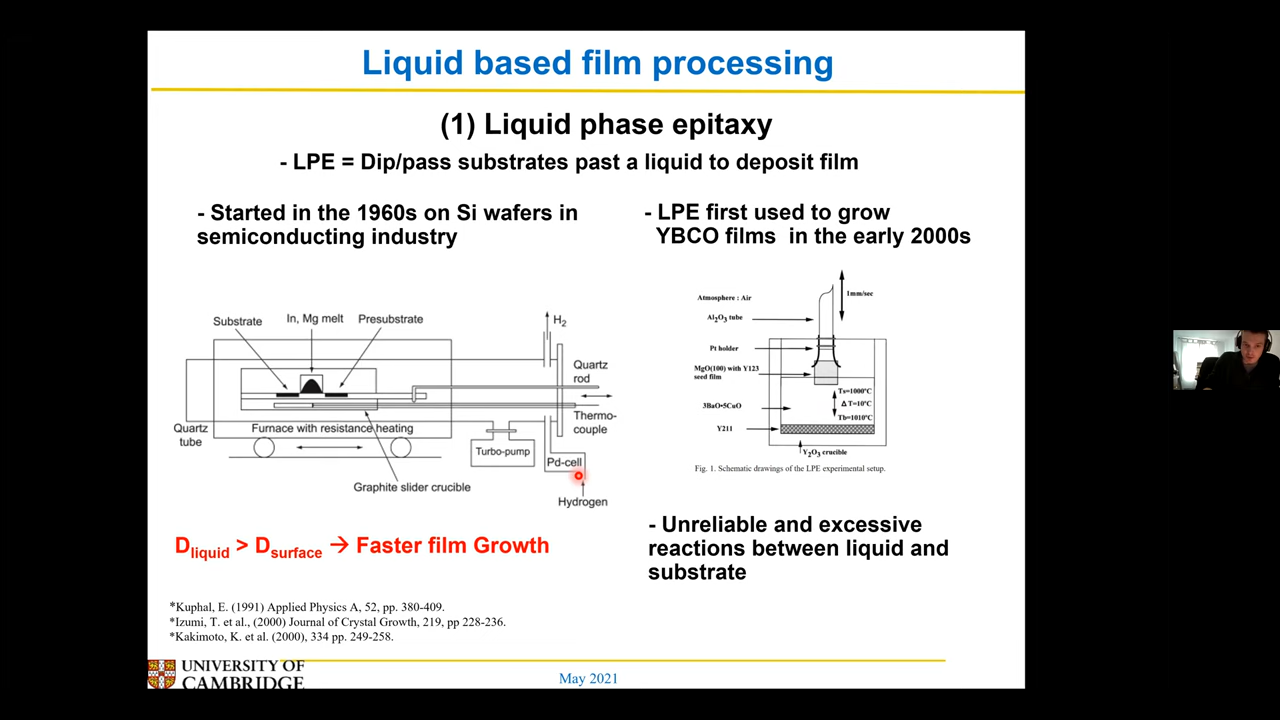 Liquid based film processing
(1) Liquid phase epitaxy
- LPE = Dip/pass substrates past a liquid to deposit film
- Started in the 1960s on Si wafers in
semiconducting industry
Substrate
In, Mg melt
Presubstrate
H2
Quartz
rod
Thermo-
couple
Quartz
tube
Furnace with resistance heating
Turbo-pump
Pd-cell
Graphite slider crucible
Hydrogen
Dliquid > Dsurface → Faster film Growth
- LPE first used to grow
YBCO films in the early 2000s
Atmosphere : Air
1mm/sec
Al2O3 tube
Pt holder
MgO(100) with Y123
seed film
Ts=1000°C
Δ T=10°C
Tb=1010°C
3BaO•5CuO
Y211
Y2O3 crucible
Fig. 1. Schematic drawings of the LPE experimental setup.
- Unreliable and excessive
reactions between liquid and
substrate
*Kuphal, E. (1991) Applied Physics A, 52, pp. 380-409.
*Izumi, T. et al., (2000) Journal of Crystal Growth, 219, pp 228-236.
*Kakimoto, K. et al. (2000), 334 pp. 249-258.
UNIVERSITY OF
CAMBRIDGE
May 2021